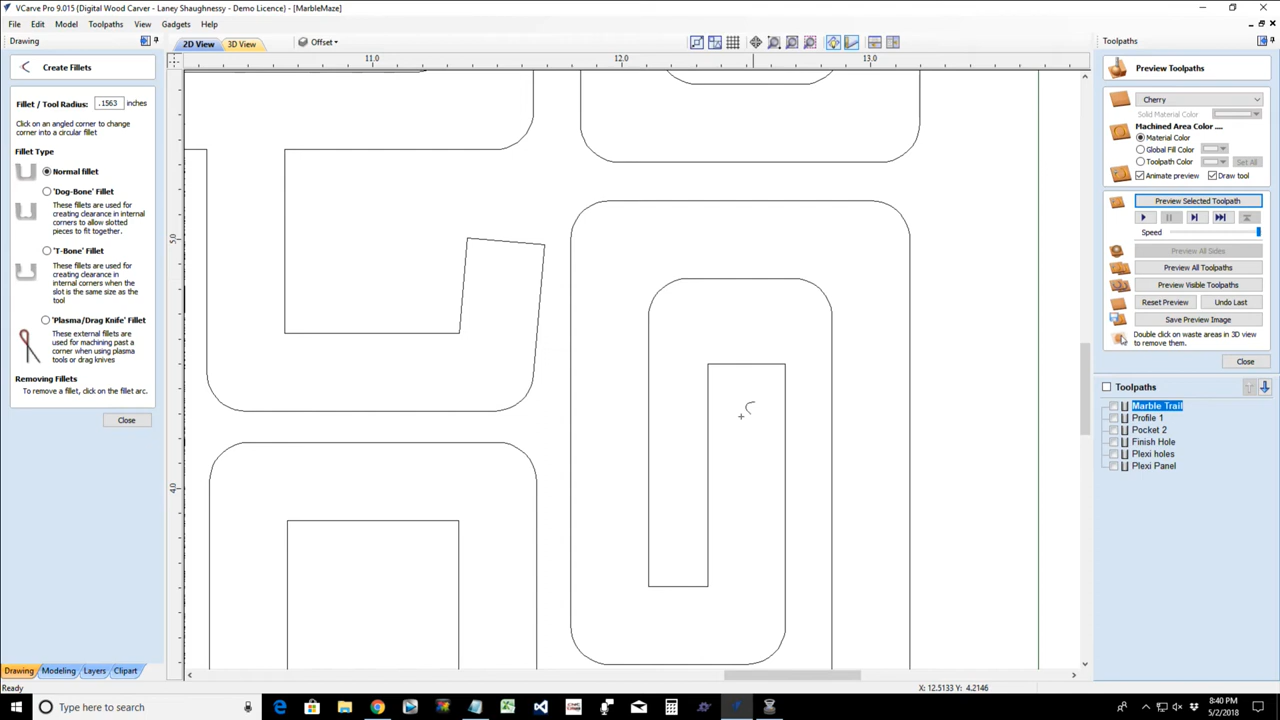 VCarve Pro 9.015 (Digital Wood Carver - Laney Shaughnessy - Demo Licence) - [MarbleMaze]
File Edit Model Toolpaths View Gadgets Help
Drawing
2D View 3D View Offset
Toolpaths
Create Fillets
Fillet / Tool Radius: .1563 inches
Click on an angled corner to change
corner into a circular fillet
Fillet Type
Normal fillet
'Dog-Bone' Fillet
These fillets are used for
creating clearance in internal
corners to allow slotted
pieces to fit together.
'T-Bone' Fillet
These fillets are used for
creating clearance in
internal corners when the
slot is the same size as the
tool
'Plasma/Drag Knife' Fillet
These external fillets are
used for machining past a
corner when using plasma
tools or drag knives
Removing Fillets
To remove a fillet, click on the fillet arc.
Close
11.0 12.0 13.0
5.0
4.0
Preview Toolpaths
Cherry
Solid Material Color
Machined Area Color ....
Material Color
Global Fill Color
Toolpath Color Set All
Animate preview Draw tool
Preview Selected Toolpath
Speed
Preview All Sides
Preview All Toolpaths
Preview Visible Toolpaths
Reset Preview Undo Last
Save Preview Image
Double click on waste areas in 3D view
to remove them.
Close
Toolpaths
Marble Trail
Profile 1
Pocket 2
Finish Hole
Plexi holes
Plexi Panel
Drawing Modeling Layers Clipart
Ready
X: 12.5133 Y: 4.2146
Type here to search
8:40 PM
5/2/2018